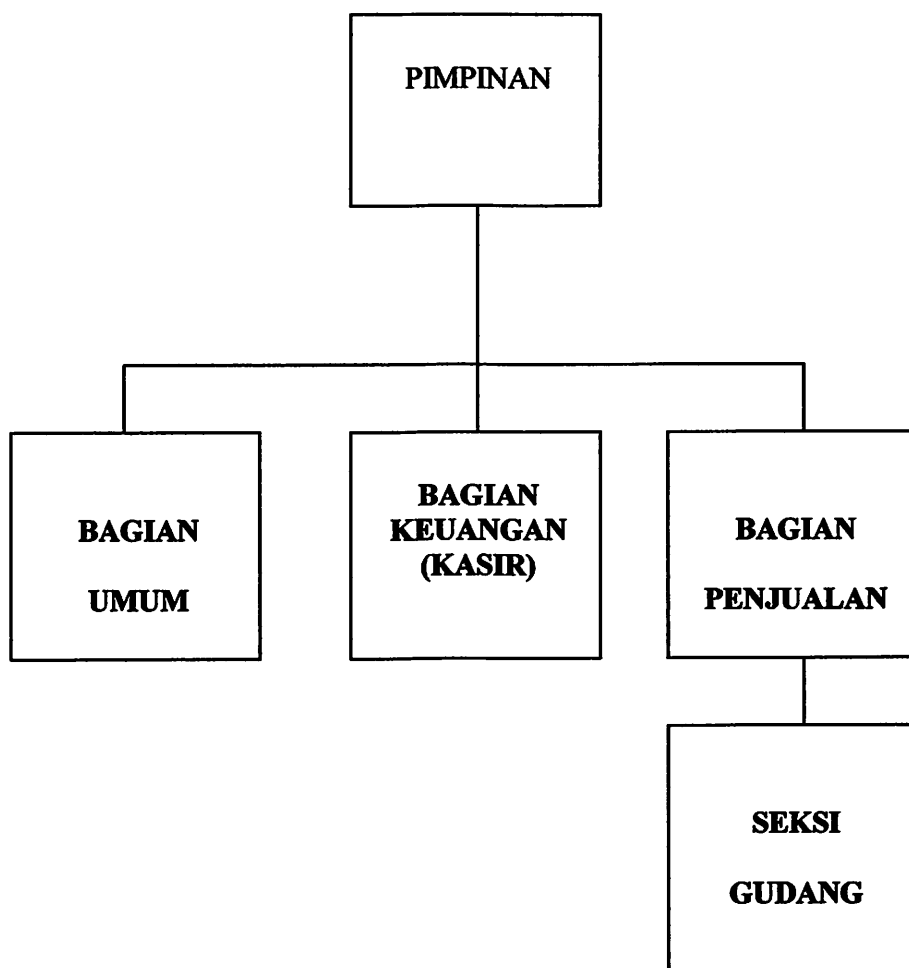 PIMPINAN
BAGIAN
UMUM
BAGIAN
KEUANGAN
(KASIR)
BAGIAN
PENJUALAN
SEKSI
GUDANG